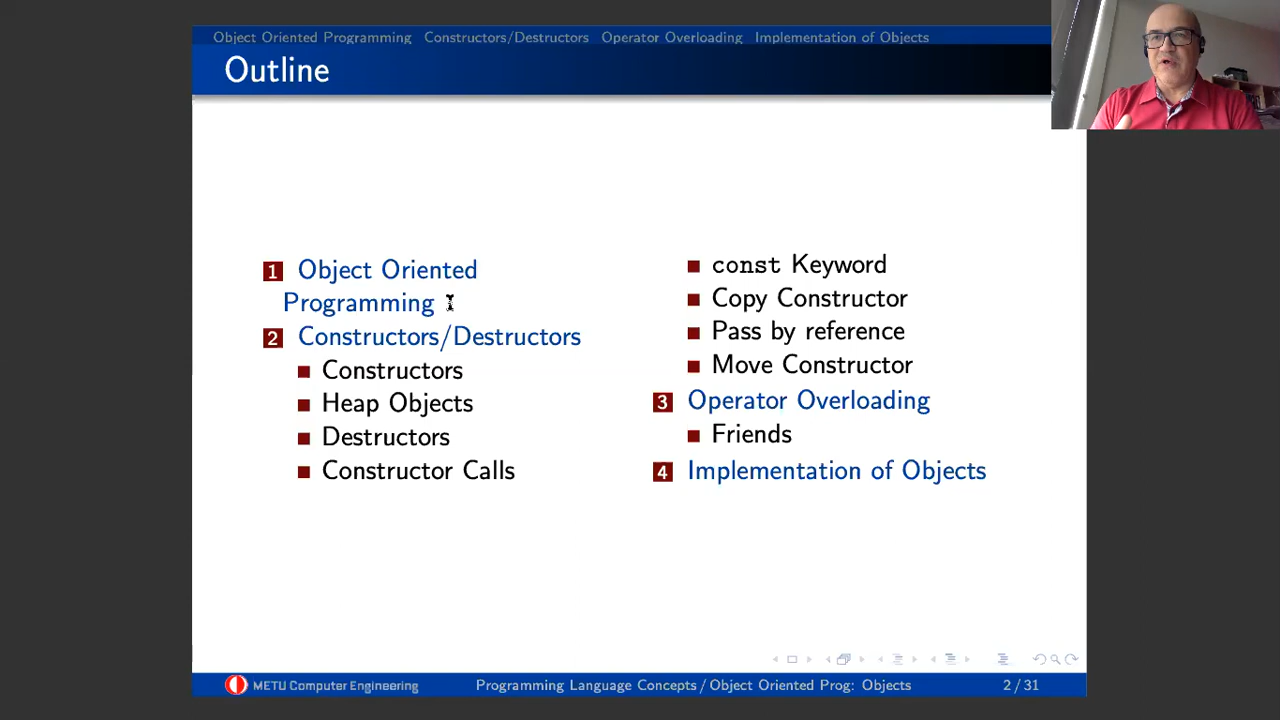 Object Oriented Programming Constructors/Destructors Operator Overloading Implementation of Objects
Outline
1 Object Oriented
Programming
2 Constructors/Destructors
Constructors
Heap Objects
Destructors
Constructor Calls
const Keyword
Copy Constructor
Pass by reference
Move Constructor
3 Operator Overloading
Friends
4 Implementation of Objects
METU Computer Engineering Programming Language Concepts/Object Oriented Prog: Objects 2/31